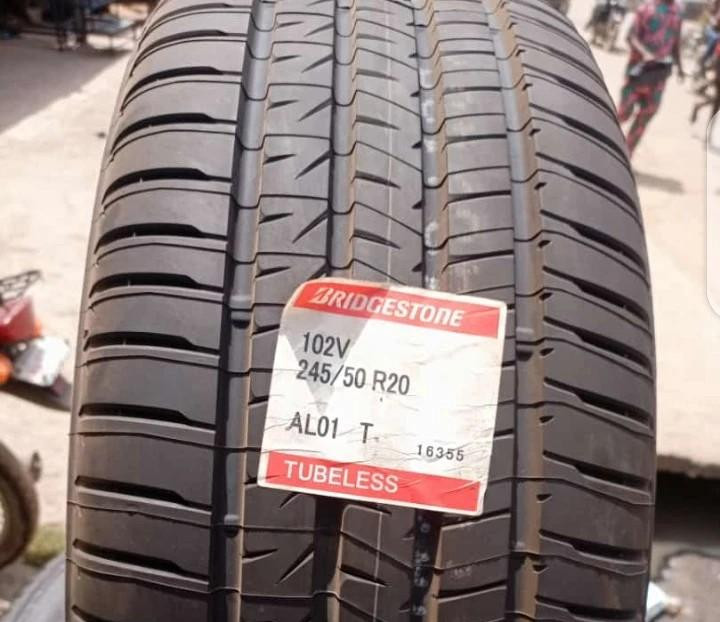 BRIDGESTONE
102V
245/50 R20
AL01 T 16355
TUBELESS